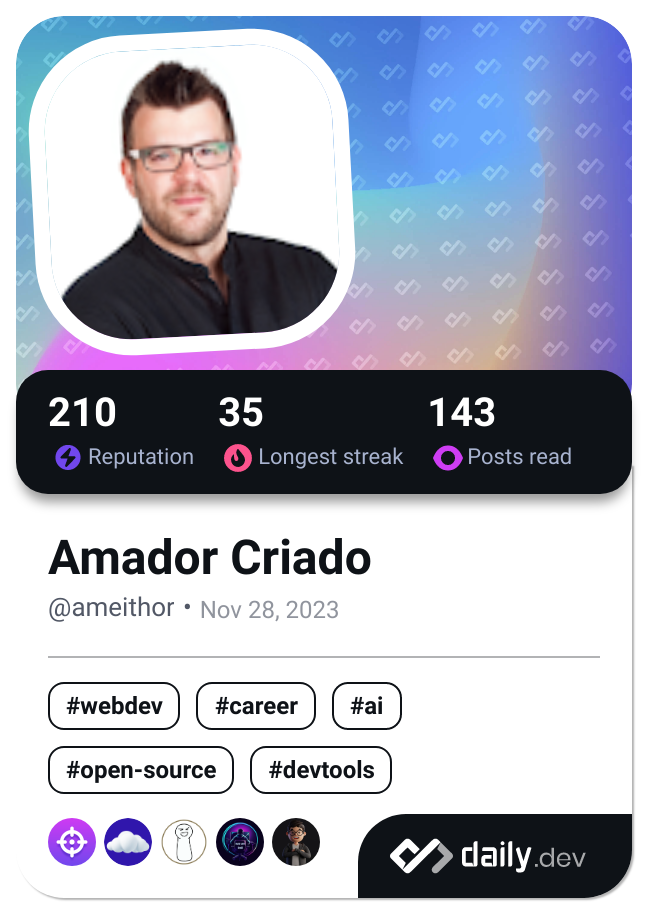 210 35 143
Reputation Longest streak Posts read
Amador Criado
@ameithor • Nov 28, 2023
#webdev #career #ai
#open-source #devtools
daily.dev